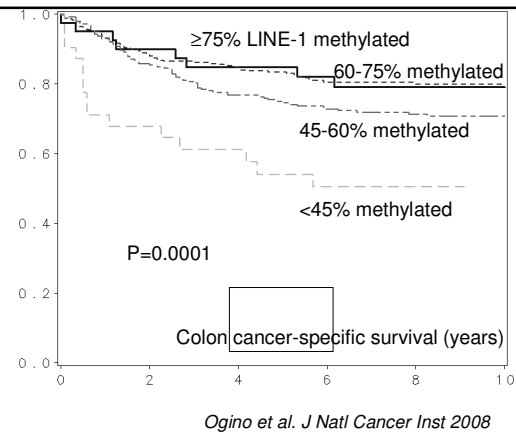 1.0
≥75% LINE-1 methylated
60-75% methylated
0.8
45-60% methylated
0.6
<45% methylated
0.4
P=0.0001
0.2
Colon cancer-specific survival (years)
0.0
0 2 4 6 8 10
Ogino et al. J Natl Cancer Inst 2008